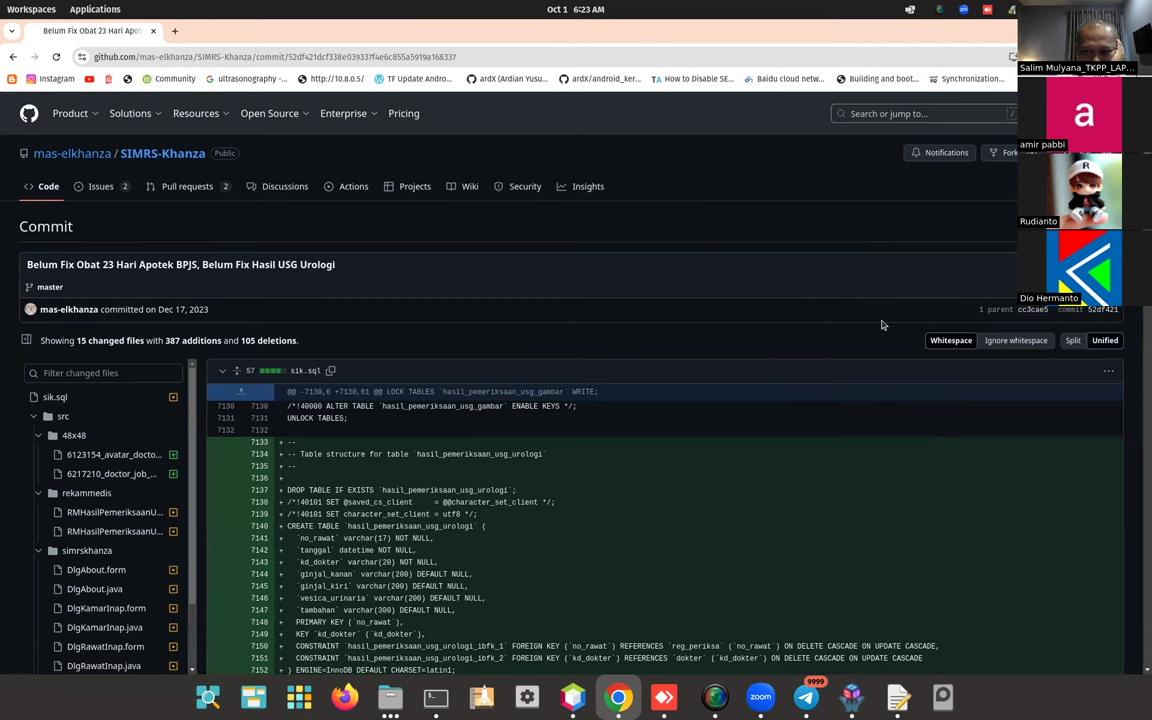 Workspaces Applications Oct 1 6:23 AM
Belum Fix Obat 23 Hari Apot
github.com/mas-elkhanza/SIMRS-Khanza/commit/52df421dcf338e039337f4e6c855a5919a168337
Instagram Community ultrasonography - http://10.8.0.5/ TF Update Andro... ardX (Ardian Yusu... ardx/android_ker... How to Disable SE... Baidu cloud netw... Building and boot... Synchronization...
Salim Mulyana_TKPP_LAP...
Product Solutions Resources Open Source Enterprise Pricing Search or jump to... /
a
amir pabbi
mas-elkhanza / SIMRS-Khanza Public Notifications Fork
Code Issues 2 Pull requests 2 Discussions Actions Projects Wiki Security Insights
Rudianto
Commit
Belum Fix Obat 23 Hari Apotek BPJS, Belum Fix Hasil USG Urologi
master
Dio Hermanto
mas-elkhanza committed on Dec 17, 2023 1 parent cc3cae5 commit 52df421
Showing 15 changed files with 387 additions and 105 deletions. Whitespace Ignore whitespace Split Unified
Filter changed files
57 sik.sql
sik.sql
src
48x48
6123154_avatar_docto...
6217210_doctor_job_...
rekammedis
RMHasilPemeriksaanU...
RMHasilPemeriksaanU...
simrskhanza
DlgAbout.form
DlgAbout.java
DlgKamarInap.form
DlgKamarInap.java
DlgRawatInap.form
DlgRawatInap.java
@@ -7130,6 +7130,61 @@ LOCK TABLES `hasil_pemeriksaan_usg_gambar` WRITE;
7130 7130 /*!40000 ALTER TABLE `hasil_pemeriksaan_usg_gambar` ENABLE KEYS */;
7131 7131 UNLOCK TABLES;
7132 7132
7133 + --
7134 + -- Table structure for table `hasil_pemeriksaan_usg_urologi`
7135 + --
7136 +
7137 + DROP TABLE IF EXISTS `hasil_pemeriksaan_usg_urologi`;
7138 + /*!40101 SET @saved_cs_client = @@character_set_client */;
7139 + /*!40101 SET character_set_client = utf8 */;
7140 + CREATE TABLE `hasil_pemeriksaan_usg_urologi` (
7141 + `no_rawat` varchar(17) NOT NULL,
7142 + `tanggal` datetime NOT NULL,
7143 + `kd_dokter` varchar(20) NOT NULL,
7144 + `ginjal_kanan` varchar(200) DEFAULT NULL,
7145 + `ginjal_kiri` varchar(200) DEFAULT NULL,
7146 + `vesica_urinaria` varchar(200) DEFAULT NULL,
7147 + `tambahan` varchar(300) DEFAULT NULL,
7148 + PRIMARY KEY (`no_rawat`),
7149 + KEY `kd_dokter` (`kd_dokter`),
7150 + CONSTRAINT `hasil_pemeriksaan_usg_urologi_ibfk_1` FOREIGN KEY (`no_rawat`) REFERENCES `reg_periksa` (`no_rawat`) ON DELETE CASCADE ON UPDATE CASCADE,
7151 + CONSTRAINT `hasil_pemeriksaan_usg_urologi_ibfk_2` FOREIGN KEY (`kd_dokter`) REFERENCES `dokter` (`kd_dokter`) ON DELETE CASCADE ON UPDATE CASCADE
7152 + ) ENGINE=InnoDB DEFAULT CHARSET=latin1;
zoom 9999